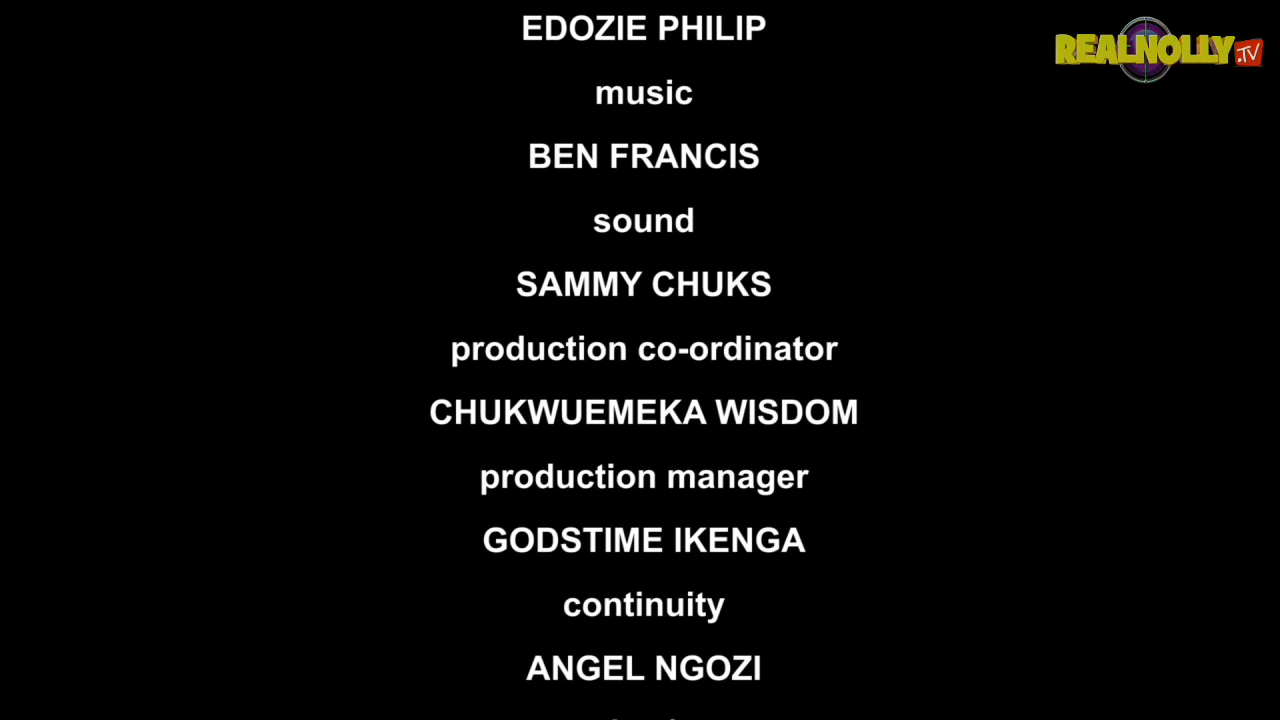 EDOZIE PHILIP
REALNOLLY.TV
music
BEN FRANCIS
sound
SAMMY CHUKS
production co-ordinator
CHUKWUEMEKA WISDOM
production manager
GODSTIME IKENGA
continuity
ANGEL NGOZI